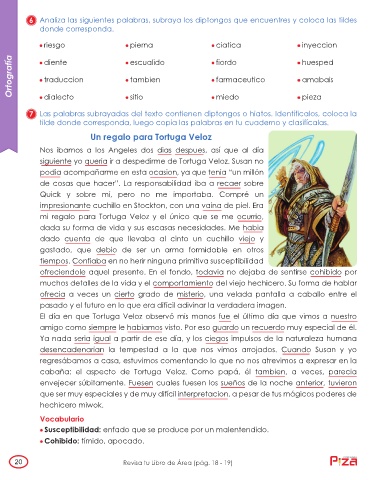 6 Analiza las siguientes palabras, subraya los diptongos que encuentres y coloca las tildes
donde corresponda.
• riesgo • pierna • ciatica • inyeccion
• diente • escualido • fiordo • huesped
• traduccion • tambien • farmaceutico • amabais
• dialecto • sitio • miedo • pieza
Ortografía
7 Las palabras subrayadas del texto contienen diptongos o hiatos. Identifícalos, coloca la
tilde donde corresponda, luego copia las palabras en tu cuaderno y clasifícalas.
Un regalo para Tortuga Veloz
Nos íbamos a los Angeles dos dias despues, así que al día
siguiente yo queria ir a despedirme de Tortuga Veloz. Susan no
podia acompañarme en esta ocasion, ya que tenia “un millón
de cosas que hacer”. La responsabilidad iba a recaer sobre
Quick y sobre mí, pero no me importaba. Compré un
impresionante cuchillo en Stockton, con una vaina de piel. Era
mi regalo para Tortuga Veloz y el único que se me ocurrio,
dada su forma de vida y sus escasas necesidades. Me habia
dado cuenta de que llevaba al cinto un cuchillo viejo y
gastado, que debio de ser un arma formidable en otros
tiempos. Confiaba en no herir ninguna primitiva susceptibilidad
ofreciendole aquel presente. En el fondo, todavia no dejaba de sentirse cohibido por
muchos detalles de la vida y el comportamiento del viejo hechicero. Su forma de hablar
ofrecia a veces un cierto grado de misterio, una velada pantalla a caballo entre el
pasado y el futuro en lo que era difícil adivinar la verdadera imagen.
El día en que Tortuga Veloz observó mis manos fue el último día que vimos a nuestro
amigo como siempre le habiamos visto. Por eso guardo un recuerdo muy especial de él.
Ya nada seria igual a partir de ese día, y los ciegos impulsos de la naturaleza humana
desencadenarian la tempestad a la que nos vimos arrojados. Cuando Susan y yo
regresábamos a casa, estuvimos comentando lo que no nos atrevimos a expresar en la
cabaña: el aspecto de Tortuga Veloz. Como papá, él tambien, a veces, parecia
envejecer súbitamente. Fuesen cuales fuesen los sueños de la noche anterior, tuvieron
que ser muy especiales y de muy difícil interpretacion, a pesar de tus mágicos poderes de
hechicero miwok.
Vocabulario
• Susceptibilidad: enfado que se produce por un malentendido.
• Cohibido: tímido, apocado.
20 Revisa tu Libro de Área (pág. 18 - 19)